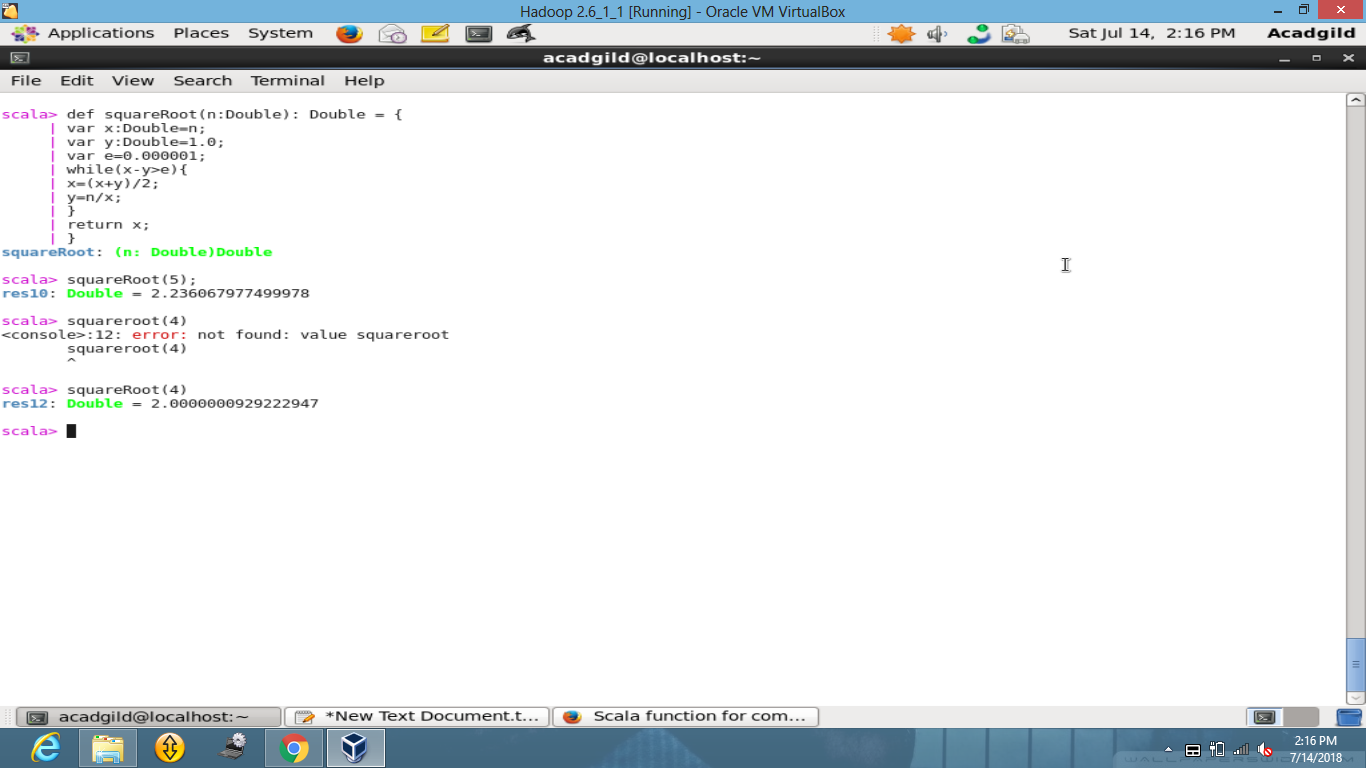 Hadoop 2.6_1_1 [Running] - Oracle VM VirtualBox
Applications Places System Sat Jul 14, 2:16 PM Acadgild
acadgild@localhost:~
File Edit View Search Terminal Help
scala> def squareRoot(n:Double): Double = {
| var x:Double=n;
| var y:Double=1.0;
| var e=0.000001;
| while(x-y>e){
| x=(x+y)/2;
| y=n/x;
| }
| return x;
| }
squareRoot: (n: Double)Double
scala> squareRoot(5);
res10: Double = 2.236067977499978
scala> squareroot(4)
<console>:12: error: not found: value squareroot
squareroot(4)
^
scala> squareRoot(4)
res12: Double = 2.0000000929222947
scala>
acadgild@localhost:~ *New Text Document.t... Scala function for com...
2:16 PM
7/14/2018